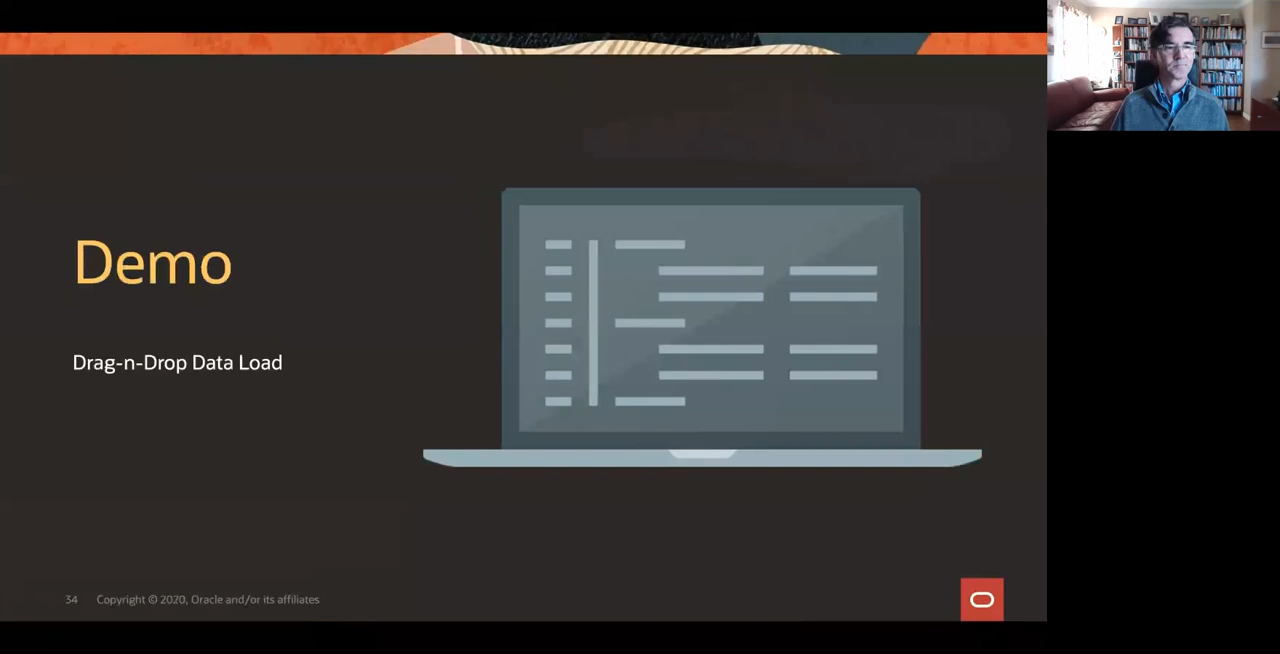 Demo
Drag-n-Drop Data Load
34 Copyright © 2020, Oracle and/or its affiliates